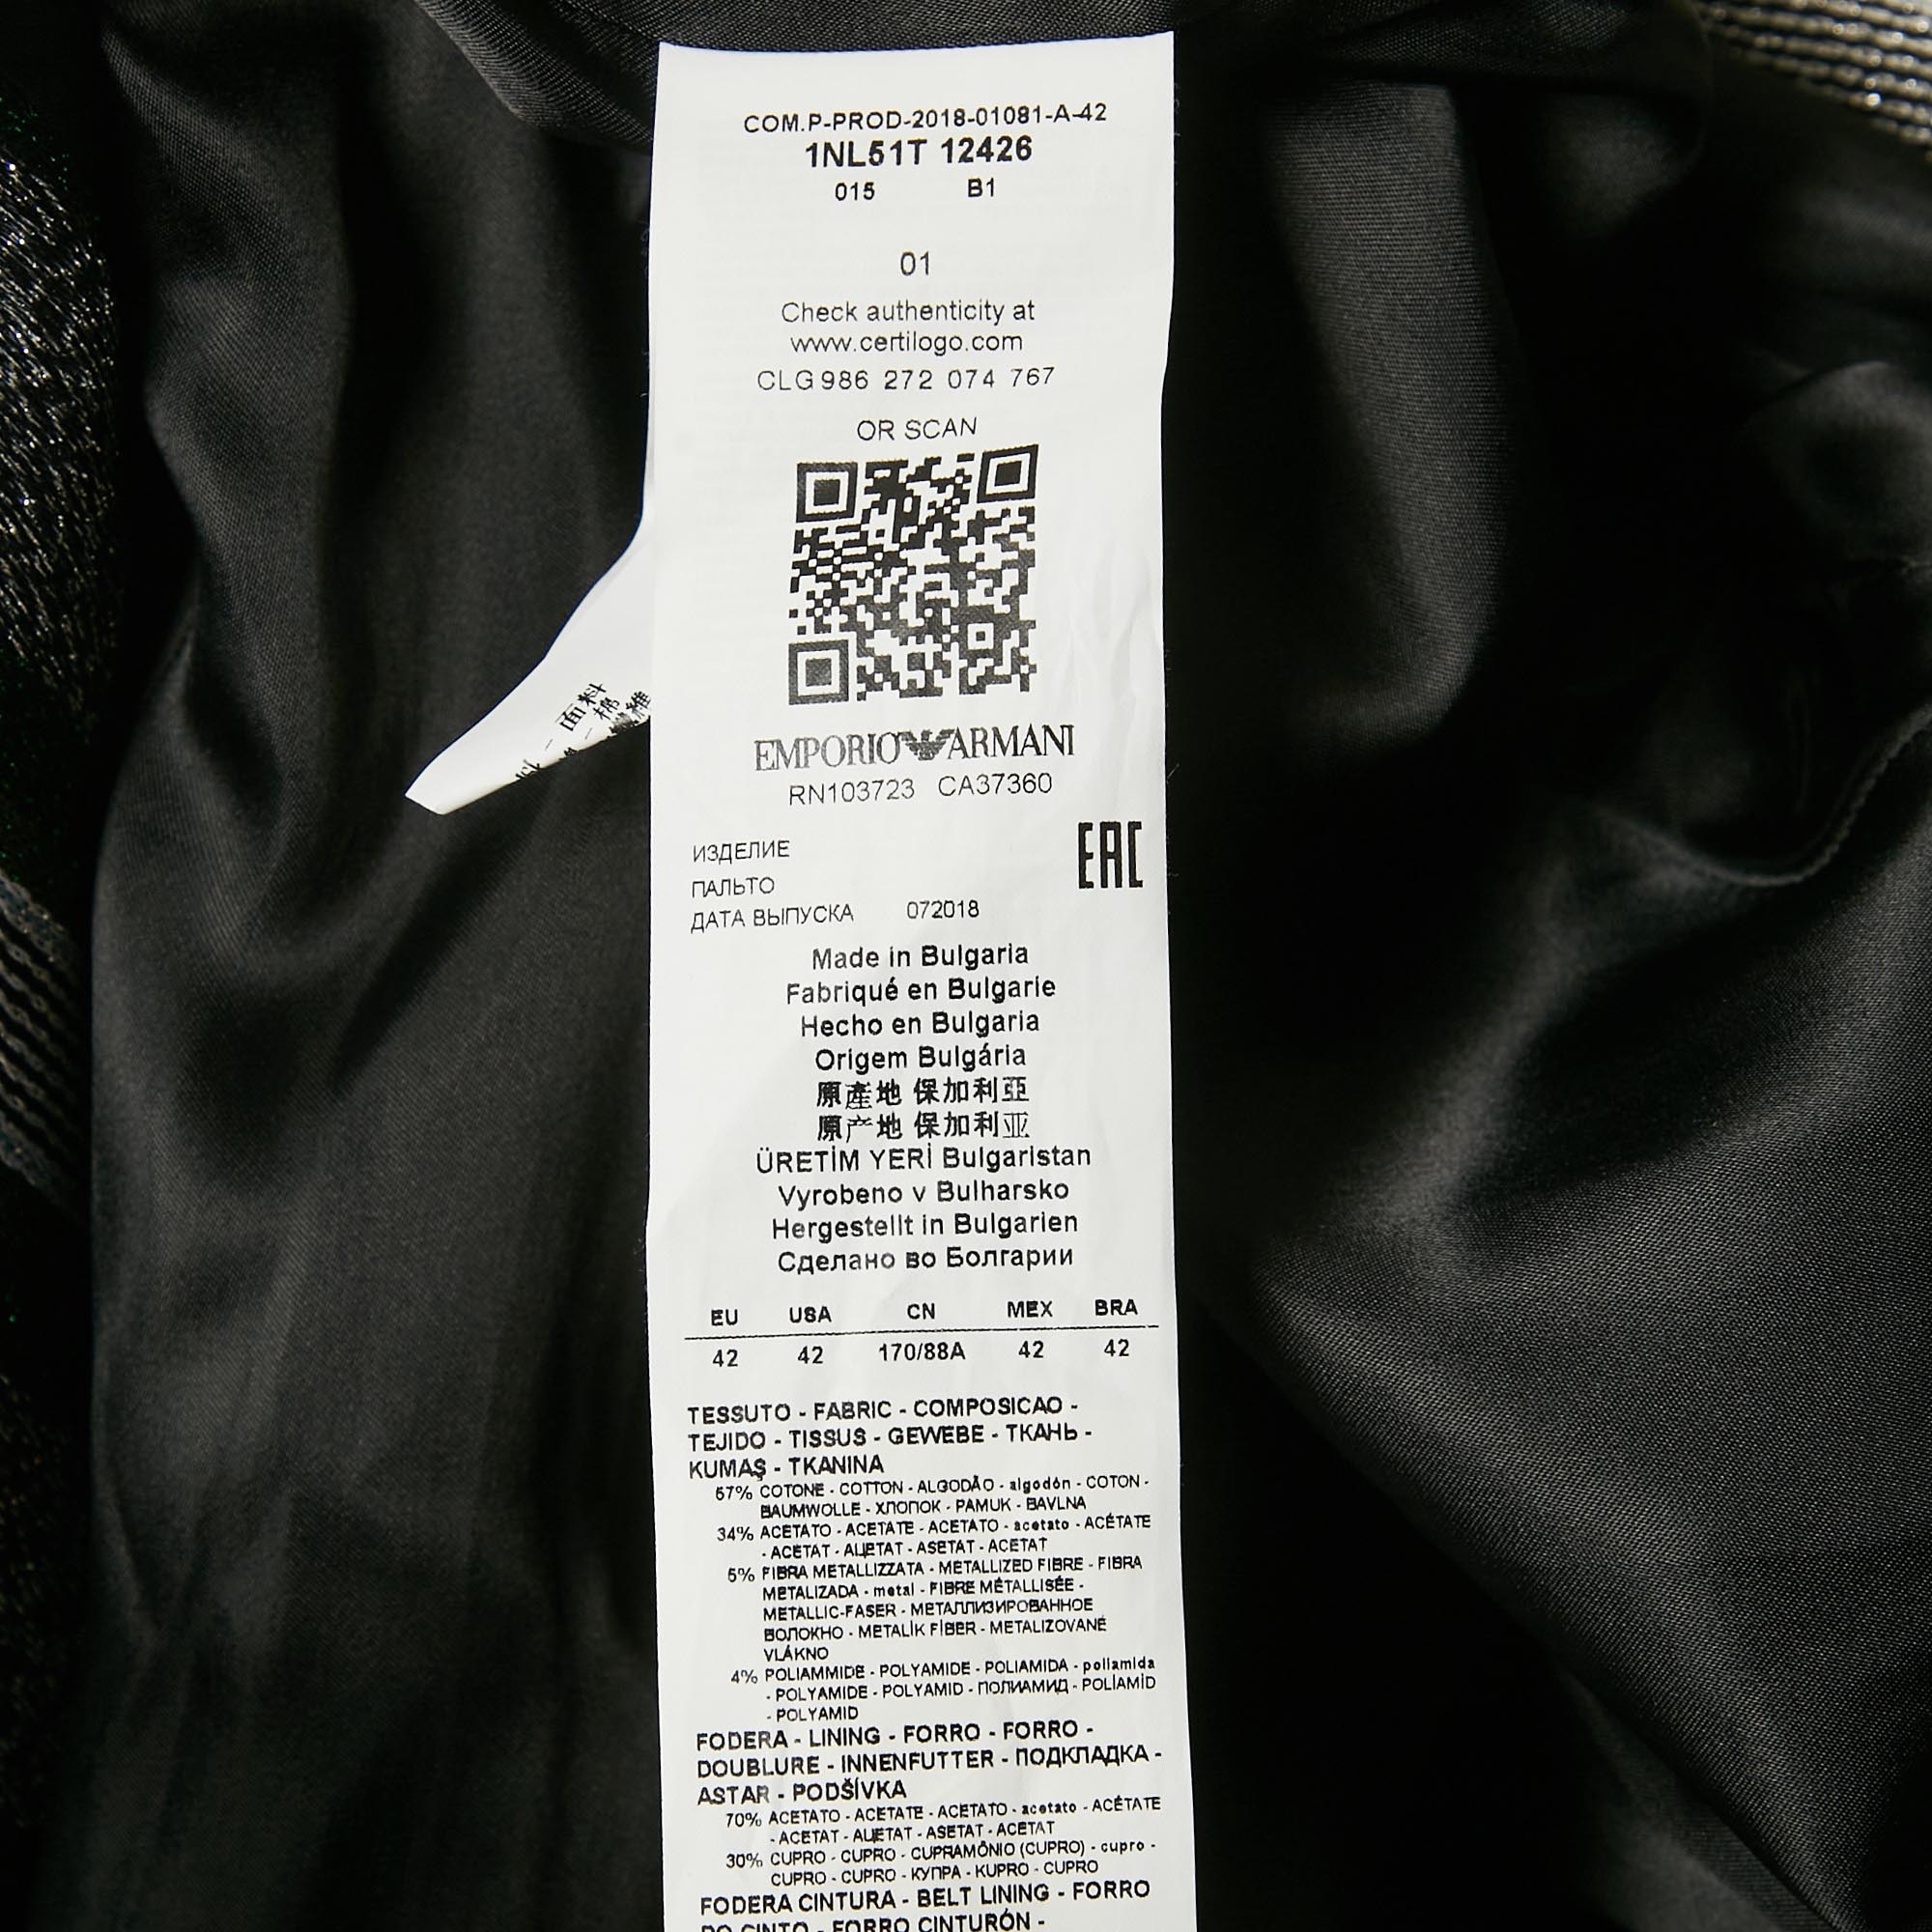 COM.P-PROD-2018-01081-A-42
1NL51T 12426
015 B1
01
Check authenticity at
www.certilogo.com
CLG 986 272 074 767
OR SCAN
EMPORIO ARMANI
RN103723 CA37360
ИЗДЕЛИЕ
EAC
ПАЛЬТО
ДАТА ВЫПУСКА 072018
Made in Bulgaria
Fabriqué en Bulgarie
Hecho en Bulgaria
Origem Bulgária
原產地 保加利亞
原产地 保加利亚
ÜRETİM YERİ Bulgaristan
Vyrobeno v Bulharsko
Hergestellt in Bulgarien
Сделано во Болгарии
EU USA CN MEX BRA
42 42 170/88A 42 42
TESSUTO - FABRIC - COMPOSICAO -
TEJIDO - TISSUS - GEWEBE - ТКАНЬ -
KUMAŞ - TKANINA
57% COTONE - COTTON - ALGODÃO - algodón - COTON -
BAUMWOLLE - ХЛОПОК - PAMUK - BAVLNA
34% ACETATO - ACETATE - ACETATO - acetato - ACÉTATE
- ACETAT - АЦЕТАТ - ASETAT - ACETAT
5% FIBRA METALLIZZATA - METALLIZED FIBRE - FIBRA
METALIZADA - metal - FIBRE MÉTALLISÉE -
METALLIC-FASER - МЕТАЛЛИЗИРОВАННОЕ
ВОЛОКНО - METALİK FİBER - METALIZOVANÉ
VLÁKNO
4% POLIAMMIDE - POLYAMIDE - POLIAMIDA - poliamida
- POLYAMIDE - POLYAMID - ПОЛИАМИД - POLİAMİD
- POLYAMID
FODERA - LINING - FORRO - FORRO -
DOUBLURE - INNENFUTTER - ПОДКЛАДКА -
ASTAR - PODŠÍVKA
70% ACETATO - ACETATE - ACETATO - acetato - ACÉTATE
- ACETAT - АЦЕТАТ - ASETAT - ACETAT
30% CUPRO - CUPRO - CUPRAMÔNIO (CUPRO) - cupro -
CUPRO - CUPRO - КУПРА - KUPRO - CUPRO
FODERA CINTURA - BELT LINING - FORRO
DO CINTO - FORRO CINTURÓN -
面料
棉